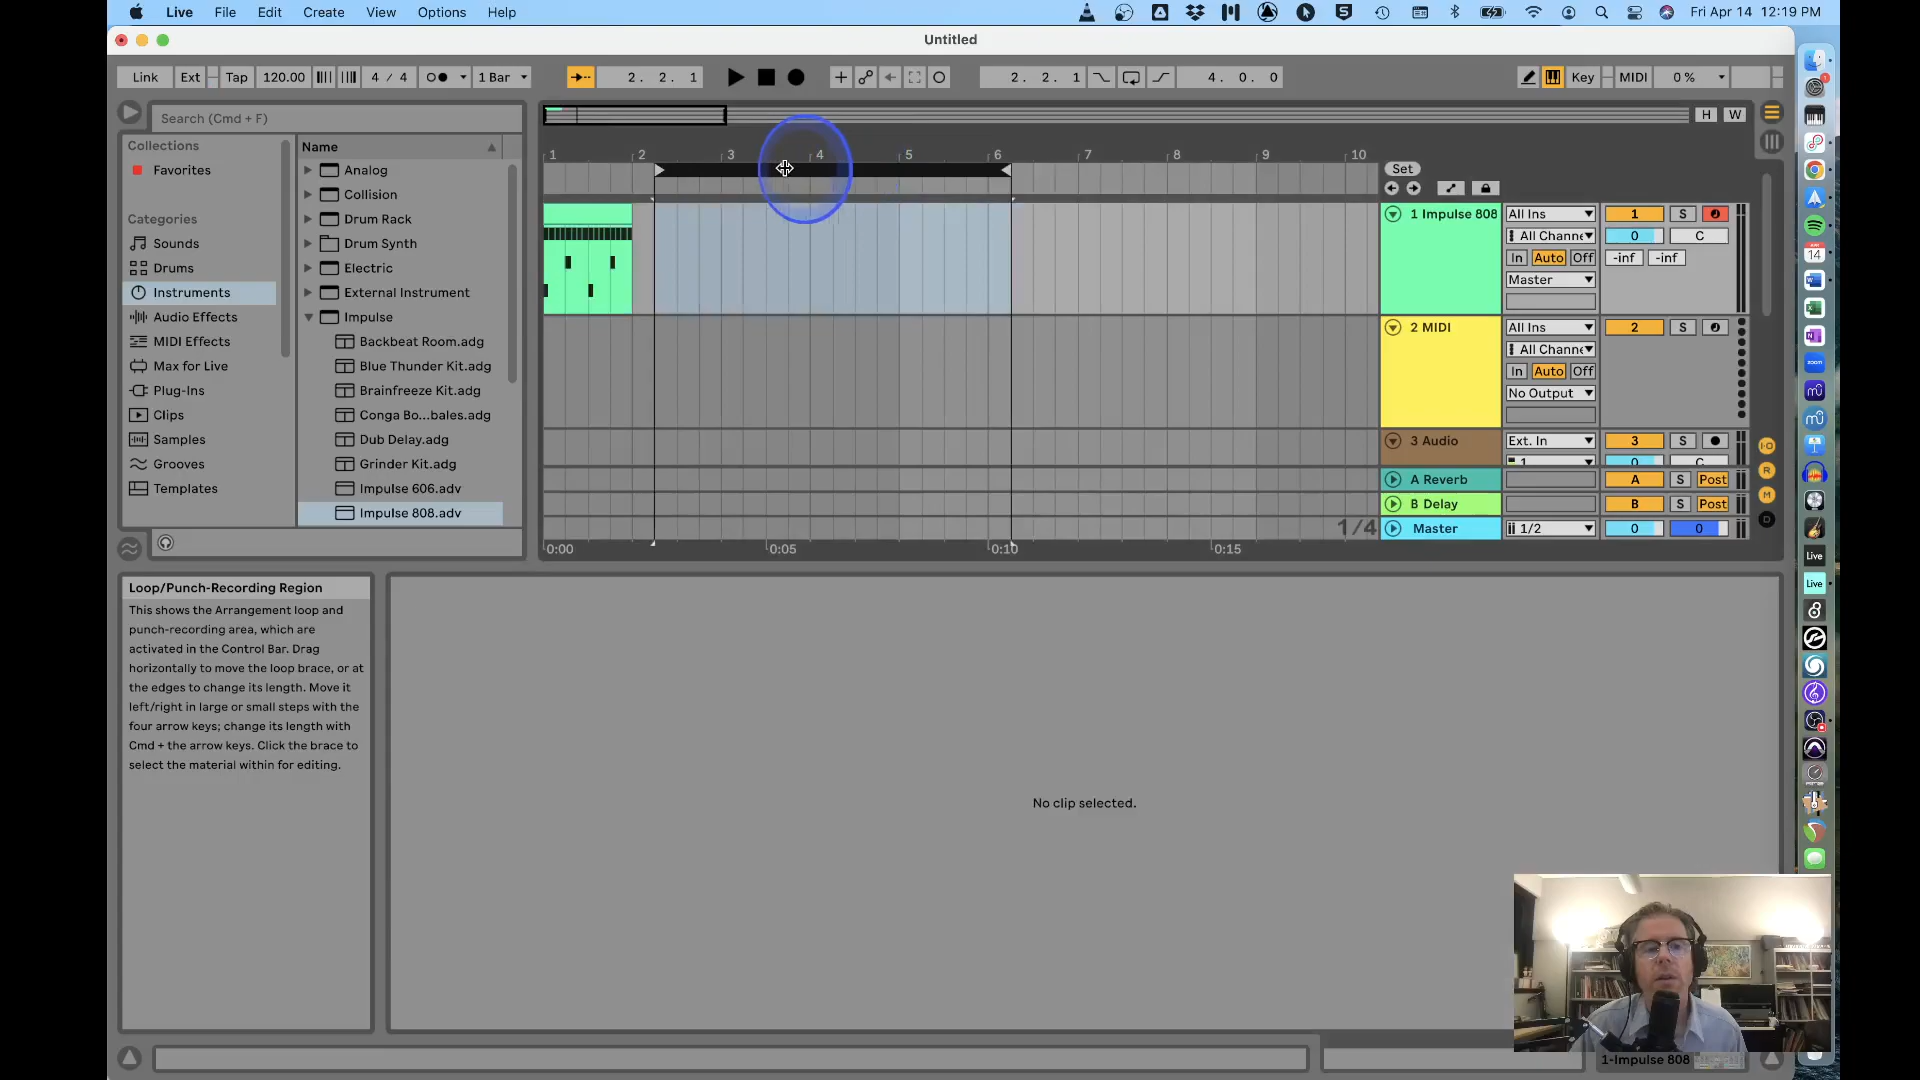 Live File Edit Create View Options Help Fri Apr 14 12:19 PM
Untitled
Link Ext Tap 120.00 4 / 4 1 Bar 2. 2. 1 2. 2. 1 4. 0. 0 Key MIDI 0 %
Search (Cmd + F)
H W
Collections
Favorites
Categories
Sounds
Drums
Instruments
Audio Effects
MIDI Effects
Max for Live
Plug-Ins
Clips
Samples
Grooves
Templates
Name
Analog
Collision
Drum Rack
Drum Synth
Electric
External Instrument
Impulse
Backbeat Room.adg
Blue Thunder Kit.adg
Brainfreeze Kit.adg
Conga Bo...bales.adg
Dub Delay.adg
Grinder Kit.adg
Impulse 606.adg
Impulse 808.adv
1 2 3 4 5 6 7 8 9 10
Set
1 Impulse 808 All Ins 1 S
All Channe 0 C
In Auto Off -inf -inf
Master
2 MIDI All Ins 2 S
All Channe
In Auto Off
No Output
3 Audio Ext. In 3 S
1 0 C
A Reverb A S Post
B Delay B S Post
1/4 Master 1/2 0 0
0:00 0:05 0:10 0:15
I·O
R
M
D
Loop/Punch-Recording Region
This shows the Arrangement loop and
punch-recording area, which are
activated in the Control Bar. Drag
horizontally to move the loop brace, or at
the edges to change its length. Move it
left/right in large or small steps with the
four arrow keys; change its length with
Cmd + the arrow keys. Click the brace to
select the material within for editing.
No clip selected.
1-Impulse 808
14
zoom
Live
Live